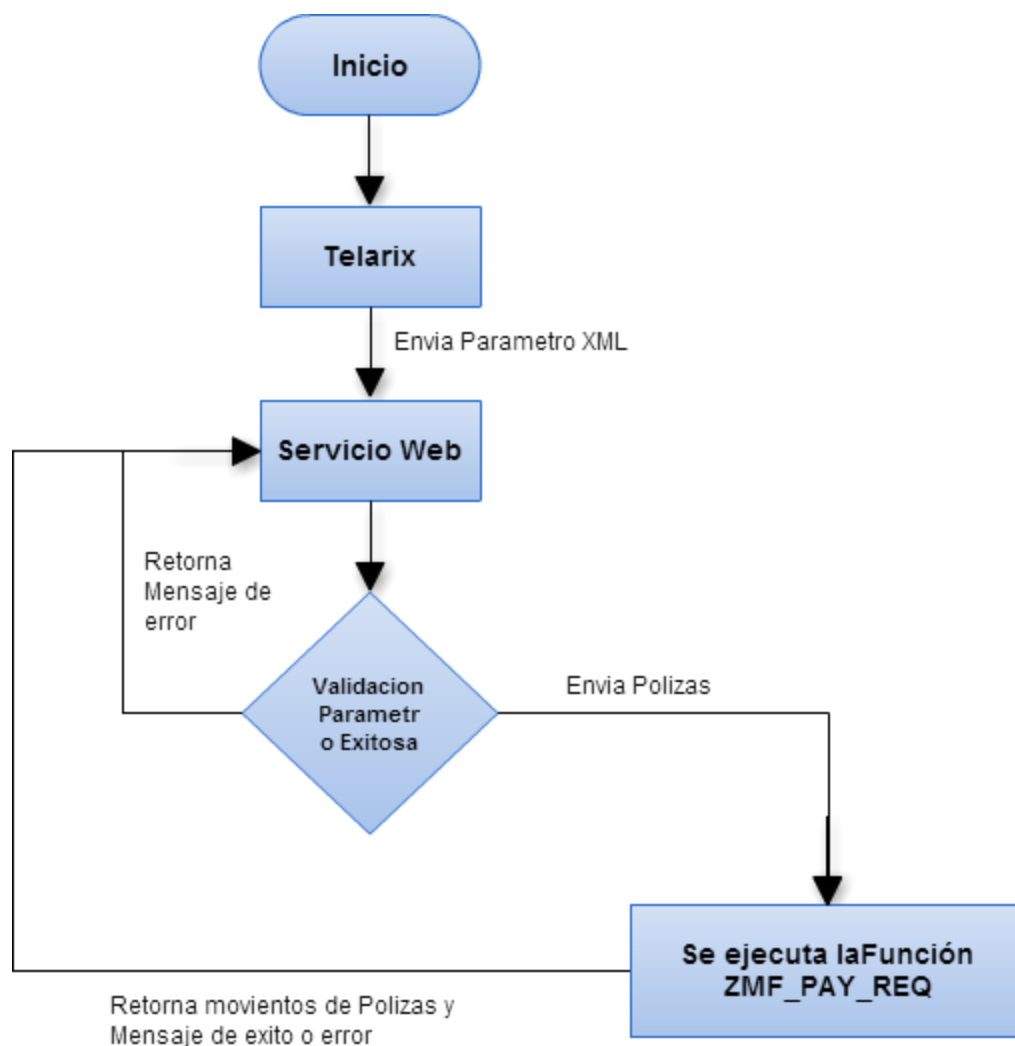 Inicio
Telarix
Envia Parametro XML
Servicio Web
Retorna
Mensaje de
error
Validacion
Parametr
o Exitosa
Envia Polizas
Se ejecuta laFunción
ZMF_PAY_REQ
Retorna movientos de Polizas y
Mensaje de exito o error